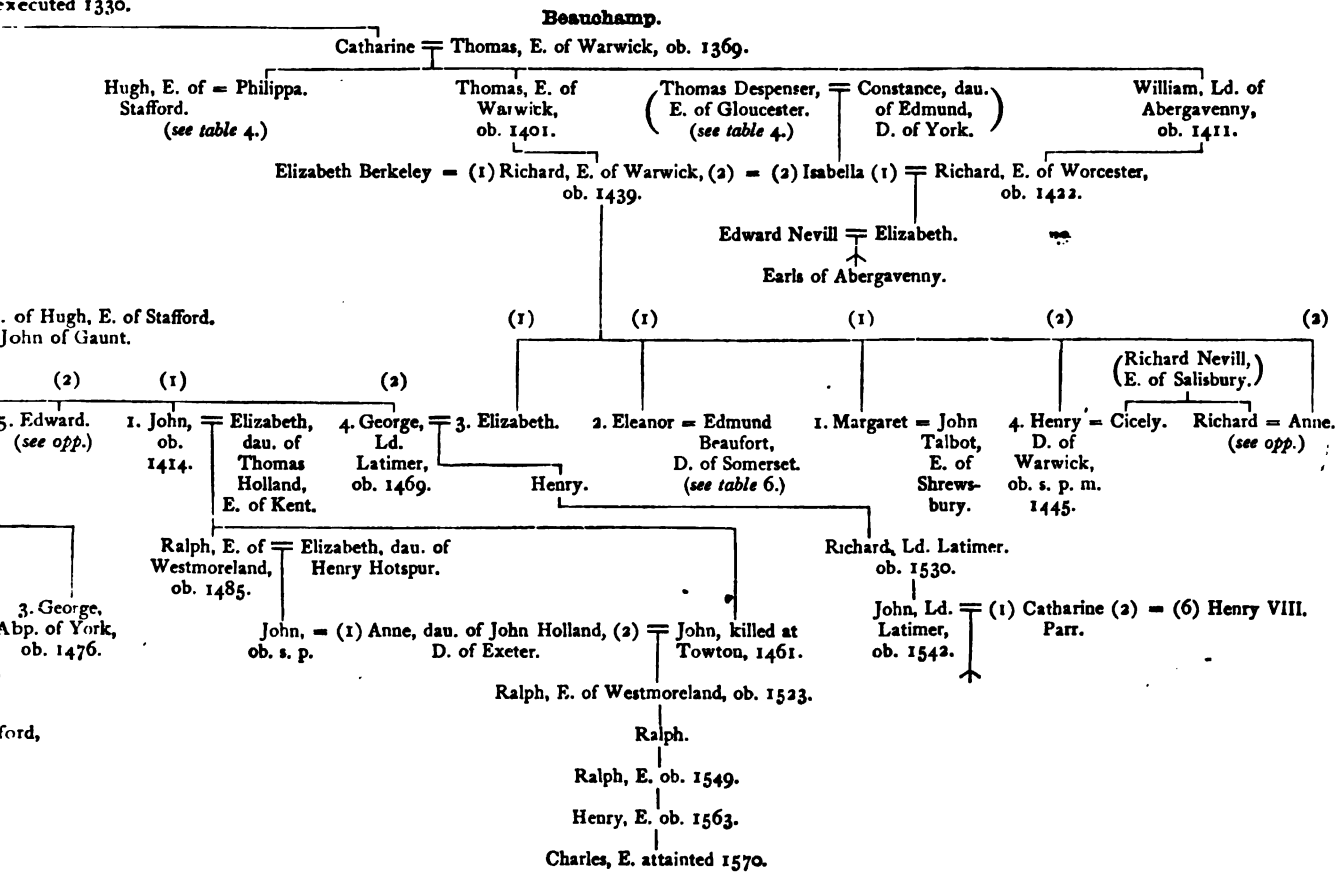 executed 1330.
Beauchamp.
Catharine = Thomas, E. of Warwick, ob. 1369.
Hugh, E. of = Philippa.
Stafford.
(see table 4.)
Thomas, E. of
Warwick,
ob. 1401.
(Thomas Despenser, = Constance, dau.
E. of Gloucester. of Edmund,
(see table 4.) D. of York.)
William, Ld. of
Abergavenny,
ob. 1411.
Elizabeth Berkeley = (1) Richard, E. of Warwick, (2) = (2) Isabella (1) = Richard, E. of Worcester,
ob. 1439. ob. 1422.
Edward Nevill = Elizabeth.
Earls of Abergavenny.
. of Hugh, E. of Stafford.
John of Gaunt.
(1) (1) (1) (2) (2)
(Richard Nevill,
E. of Salisbury.)
(2) (1) (2)
5. Edward.
(see opp.)
1. John, =
ob.
1414.
Elizabeth,
dau. of
Thomas
Holland,
E. of Kent.
4. George, = 3. Elizabeth.
Ld.
Latimer,
ob. 1469.
2. Eleanor = Edmund
Beaufort,
D. of Somerset.
(see table 6.)
1. Margaret = John
Talbot,
E. of
Shrews-
bury.
4. Henry = Cicely.
D. of
Warwick,
ob. s. p. m.
1445.
Richard = Anne.
(see opp.)
Henry.
Ralph, E. of = Elizabeth, dau. of
Westmoreland, Henry Hotspur.
ob. 1485.
Richard, Ld. Latimer.
ob. 1530.
3. George,
Abp. of York,
ob. 1476.
John, = (1) Anne, dau. of John Holland, (2) = John, killed at
ob. s. p. D. of Exeter. Towton, 1461.
John, Ld. = (1) Catharine (2) = (6) Henry VIII.
Latimer, Parr.
ob. 1542.
Ralph, E. of Westmoreland, ob. 1523.
ford,
Ralph.
Ralph, E. ob. 1549.
Henry, E. ob. 1563.
Charles, E. attainted 1570.